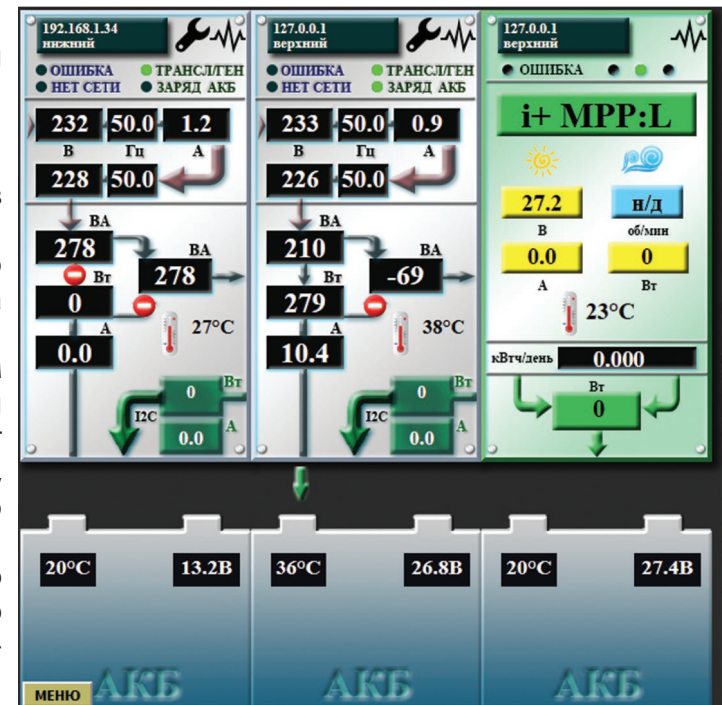 192.168.1.34
нижний
ОШИБКА
ТРАНСЛ/ГЕН
НЕТ СЕТИ
ЗАРЯД АКБ
232 50.0 1.2
В Гц А
228 50.0
ВА
278
ВА
Вт
278
0
А
27°C
0.0
Вт
0
I2C
А
0.0
127.0.0.1
верхний
ОШИБКА
ТРАНСЛ/ГЕН
НЕТ СЕТИ
ЗАРЯД АКБ
233 50.0 0.9
В Гц А
226 50.0
ВА
210
ВА
Вт
-69
279
А
38°C
10.4
Вт
0
I2C
А
0.0
127.0.0.1
верхний
ОШИБКА
i+ MPP:L
27.2 н/д
В об/мин
0.0 0
А Вт
23°C
кВтч/день 0.000
Вт
0
20°C 13.2В
АКБ
36°C 26.8В
АКБ
20°C 27.4В
АКБ
МЕНЮ